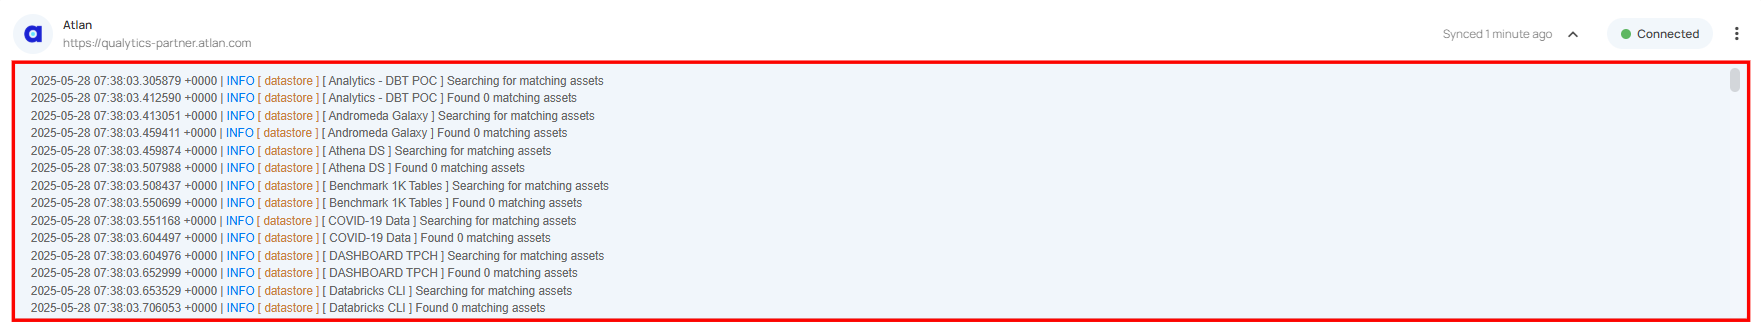 Atlan
https://qualytics-partner.atlan.com
Synced 1 minute ago
Connected
2025-05-28 07:38:03.305879 +0000 | INFO [ datastore ] [ Analytics - DBT POC ] Searching for matching assets
2025-05-28 07:38:03.412590 +0000 | INFO [ datastore ] [ Analytics - DBT POC ] Found 0 matching assets
2025-05-28 07:38:03.413051 +0000 | INFO [ datastore ] [ Andromeda Galaxy ] Searching for matching assets
2025-05-28 07:38:03.459411 +0000 | INFO [ datastore ] [ Andromeda Galaxy ] Found 0 matching assets
2025-05-28 07:38:03.459874 +0000 | INFO [ datastore ] [ Athena DS ] Searching for matching assets
2025-05-28 07:38:03.507988 +0000 | INFO [ datastore ] [ Athena DS ] Found 0 matching assets
2025-05-28 07:38:03.508437 +0000 | INFO [ datastore ] [ Benchmark 1K Tables ] Searching for matching assets
2025-05-28 07:38:03.550699 +0000 | INFO [ datastore ] [ Benchmark 1K Tables ] Found 0 matching assets
2025-05-28 07:38:03.551168 +0000 | INFO [ datastore ] [ COVID-19 Data ] Searching for matching assets
2025-05-28 07:38:03.604497 +0000 | INFO [ datastore ] [ COVID-19 Data ] Found 0 matching assets
2025-05-28 07:38:03.604976 +0000 | INFO [ datastore ] [ DASHBOARD TPCH ] Searching for matching assets
2025-05-28 07:38:03.652999 +0000 | INFO [ datastore ] [ DASHBOARD TPCH ] Found 0 matching assets
2025-05-28 07:38:03.653529 +0000 | INFO [ datastore ] [ Databricks CLI ] Searching for matching assets
2025-05-28 07:38:03.706053 +0000 | INFO [ datastore ] [ Databricks CLI ] Found 0 matching assets